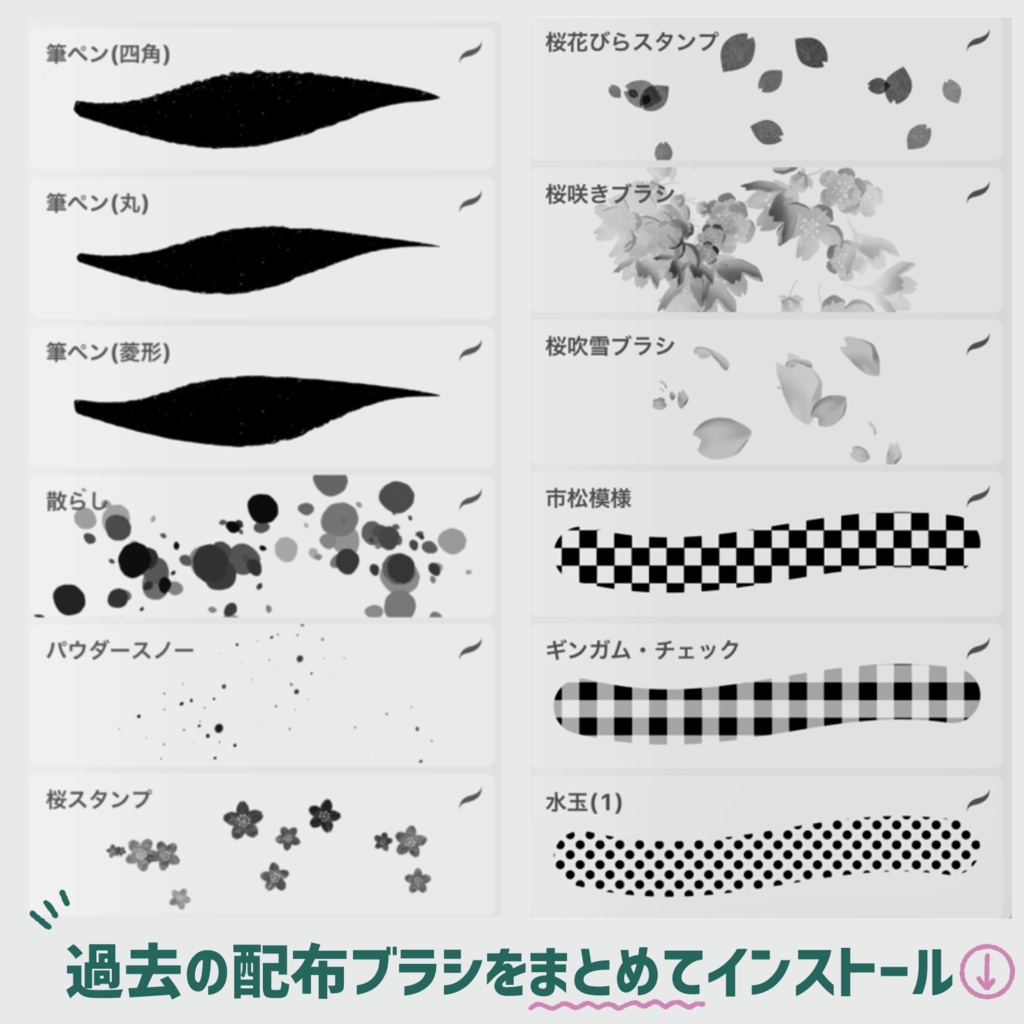 筆ペン(四角)
筆ペン(丸)
筆ペン(菱形)
散らし
パウダースノー
桜スタンプ
桜花びらスタンプ
桜咲きブラシ
桜吹雪ブラシ
市松模様
ギンガム・チェック
水玉(1)
過去の配布ブラシをまとめてインストール